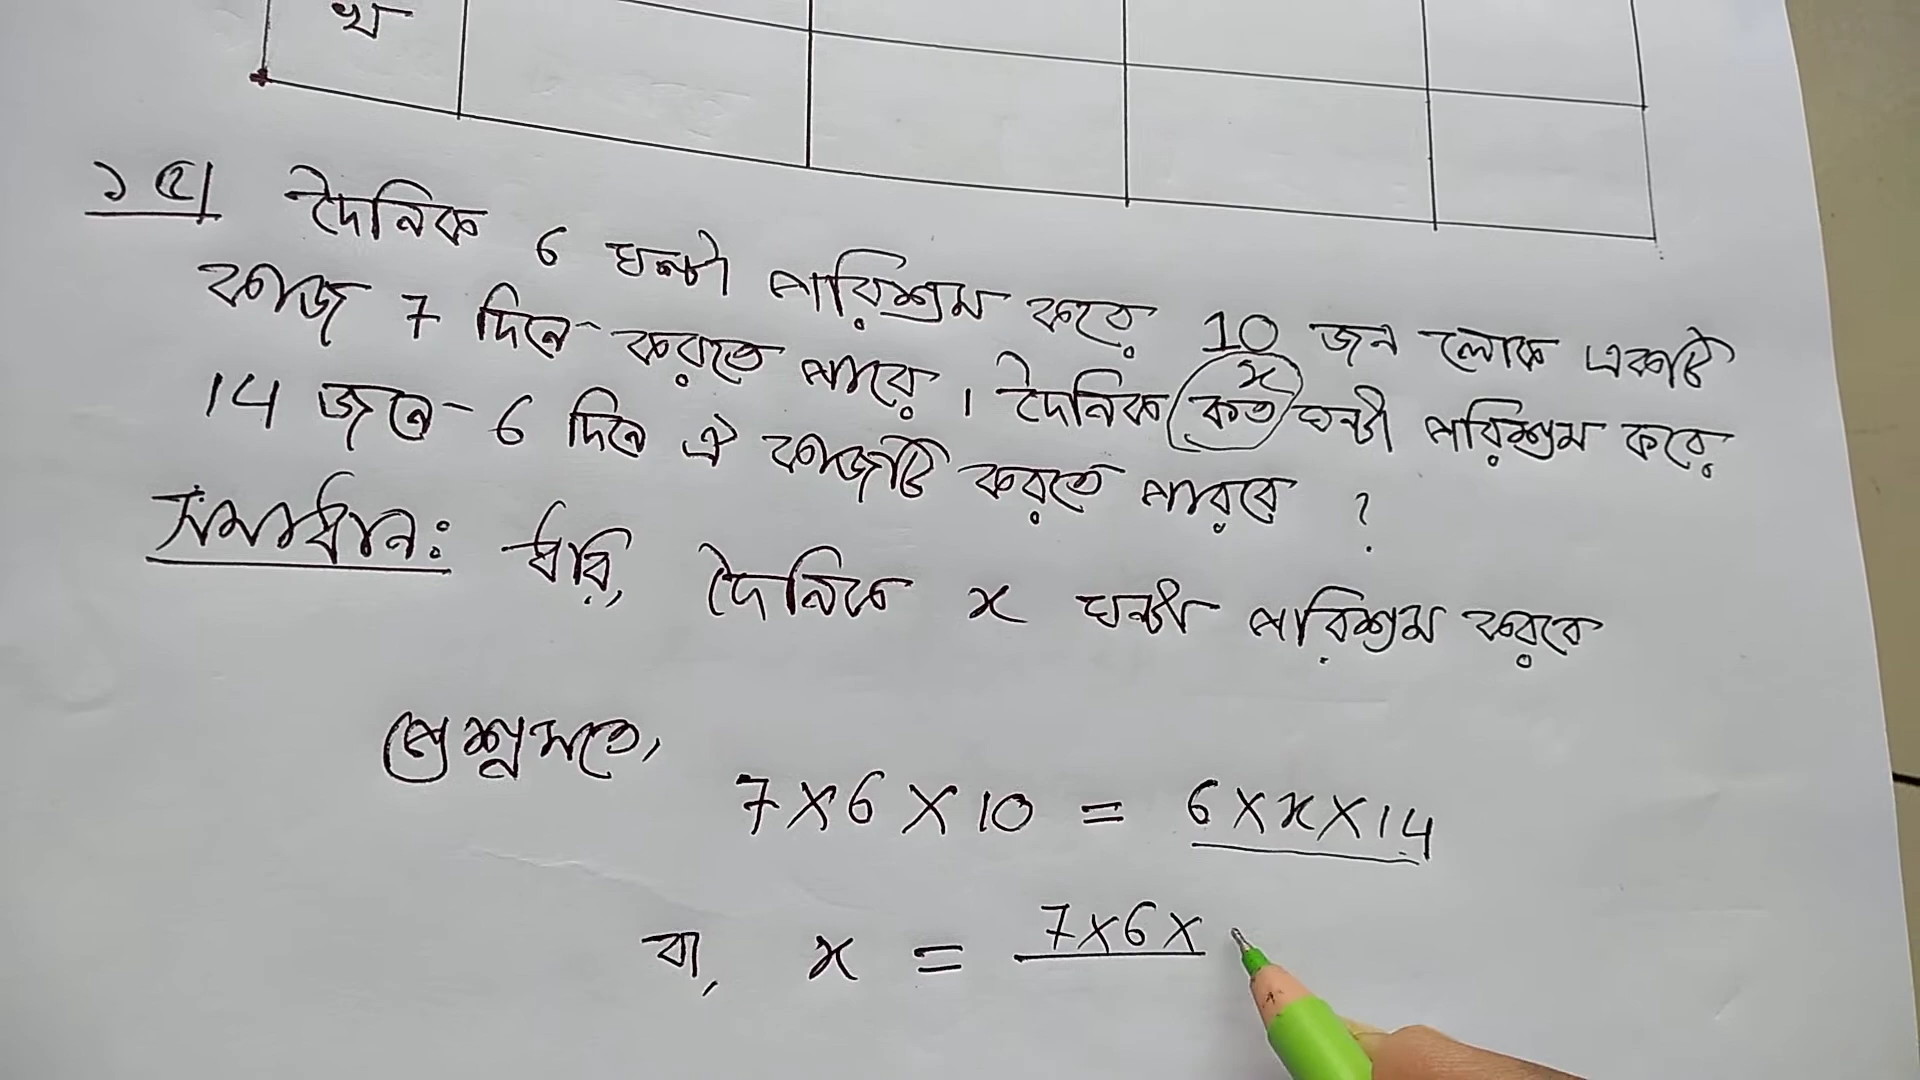 খ
১৫। দৈনিক 6 ঘন্টা পরিশ্রম করে 10 জন লোক একটি
কাজ 7 দিনে করতে পারে। দৈনিক কত ঘন্টা পরিশ্রম করে
x
14 জনে 6 দিনে ঐ কাজটি করতে পারবে ?
সমাধান: ধরি, দৈনিক x ঘন্টা পরিশ্রম করবে
প্রশ্নমতে,
7×6×10 = 6×x×14
বা, x = 7×6×